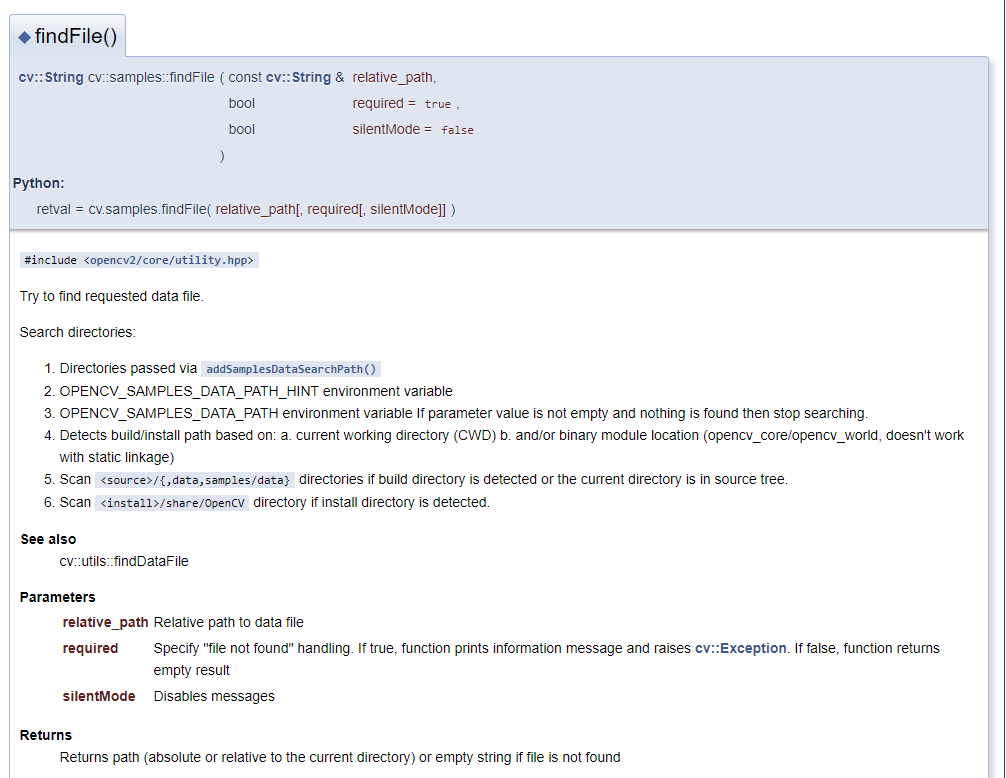 ◆ findFile()
cv::String cv::samples::findFile ( const cv::String & relative_path,
bool required = true ,
bool silentMode = false
)
Python:
retval = cv.samples.findFile( relative_path[, required[, silentMode]] )
#include <opencv2/core/utility.hpp>
Try to find requested data file.
Search directories:
1. Directories passed via addSamplesDataSearchPath()
2. OPENCV_SAMPLES_DATA_PATH_HINT environment variable
3. OPENCV_SAMPLES_DATA_PATH environment variable If parameter value is not empty and nothing is found then stop searching.
4. Detects build/install path based on: a. current working directory (CWD) b. and/or binary module location (opencv_core/opencv_world, doesn't work
with static linkage)
5. Scan <source>/{,data,samples/data} directories if build directory is detected or the current directory is in source tree.
6. Scan <install>/share/OpenCV directory if install directory is detected.
See also
cv::utils::findDataFile
Parameters
relative_path Relative path to data file
required Specify "file not found" handling. If true, function prints information message and raises cv::Exception. If false, function returns
empty result
silentMode Disables messages
Returns
Returns path (absolute or relative to the current directory) or empty string if file is not found